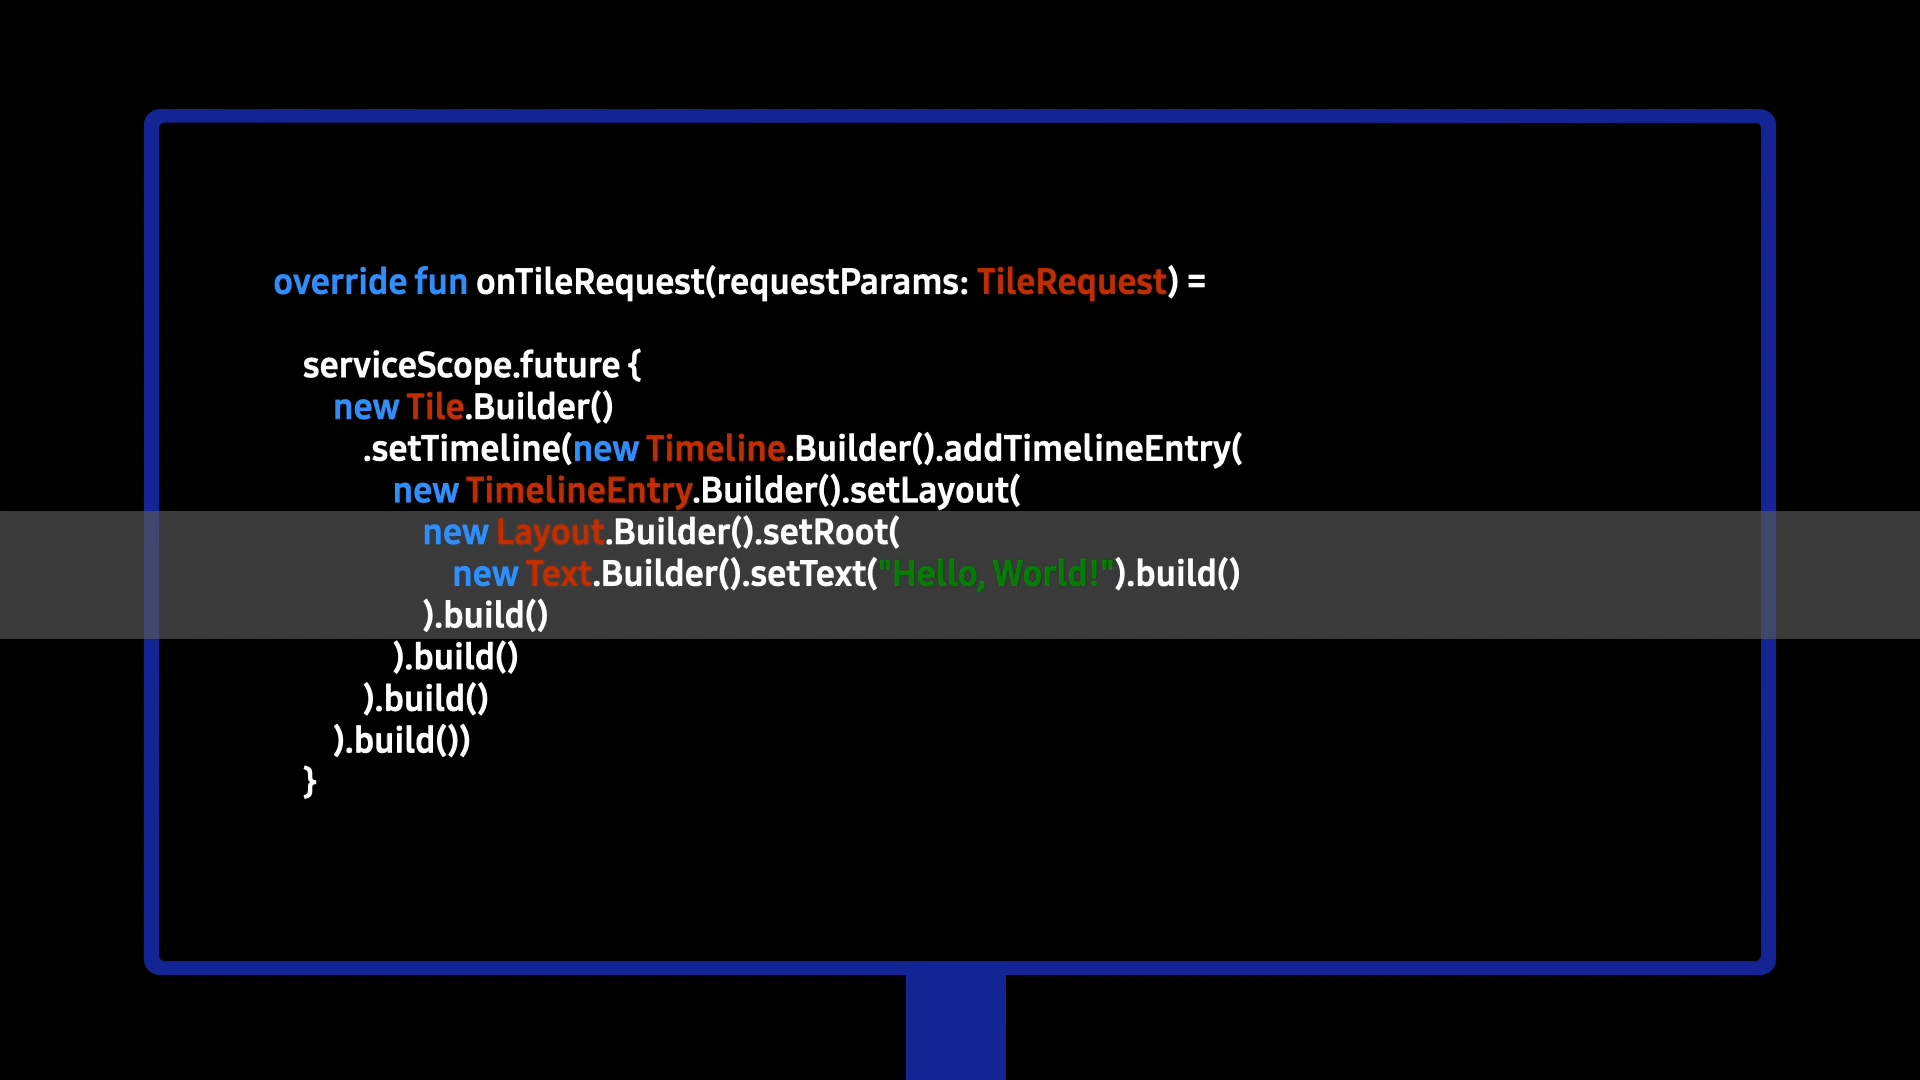 override fun onTileRequest(requestParams: TileRequest) =
serviceScope.future {
new Tile.Builder()
.setTimeline(new Timeline.Builder().addTimelineEntry(
new TimelineEntry.Builder().setLayout(
new Layout.Builder().setRoot(
new Text.Builder().setText("Hello, World!").build()
).build()
).build()
).build()
).build())
}